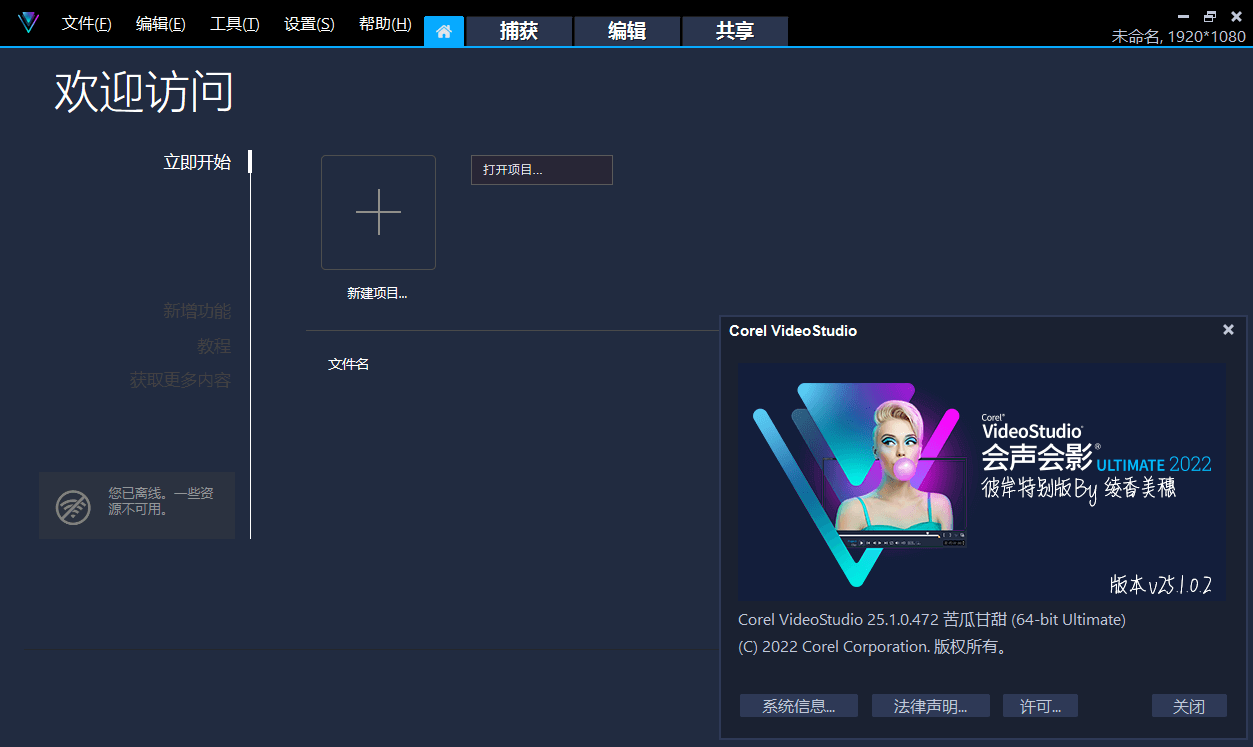 文件(F) 编辑(E) 工具(T) 设置(S) 帮助(H) 捕获 编辑 共享
未命名, 1920*1080
欢迎访问
立即开始
打开项目...
新建项目...
新增功能
教程
获取更多内容
文件名
您已离线。一些资
源不可用。
Corel VideoStudio
Corel®
VideoStudio
会声会影® ULTIMATE 2022
彼岸特别版By 绫香美穗
版本 v25.1.0.2
Corel VideoStudio 25.1.0.472 苦瓜甘甜 (64-bit Ultimate)
(C) 2022 Corel Corporation. 版权所有。
系统信息... 法律声明... 许可... 关闭